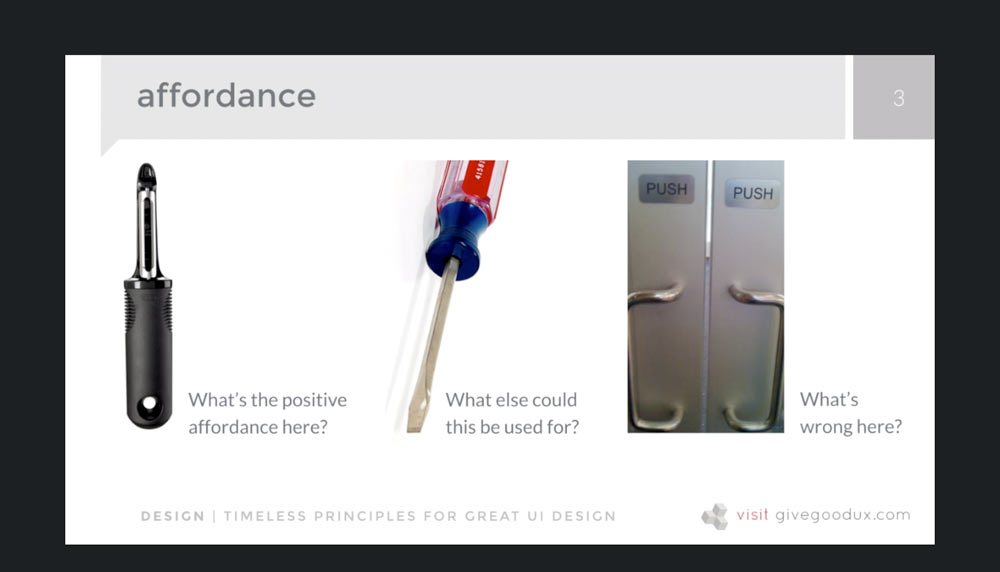 affordance
3
41587
PUSH
PUSH
What's the positive
affordance here?
What else could
this be used for?
What's
wrong here?
DESIGN | TIMELESS PRINCIPLES FOR GREAT UI DESIGN
visit givegoodux.com